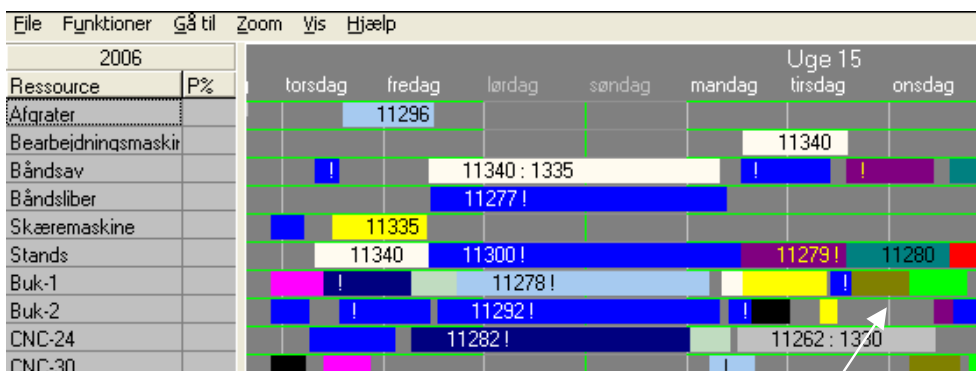 File Funktioner Gå til Zoom Vis Hjælp
2006 Uge 15
Ressource P% torsdag fredag lørdag søndag mandag tirsdag onsdag
Afgrater 11296
Bearbejdningsmaskin 11340
Båndsav ! 11340 : 1335 ! !
Båndsliber 11277 !
Skæremaskine 11335
Stands 11340 11300 ! 11279 ! 11280
Buk-1 ! 11278 ! !
Buk-2 ! 11292 ! !
CNC-24 11282 ! 11262 : 1330
CNC-30 !